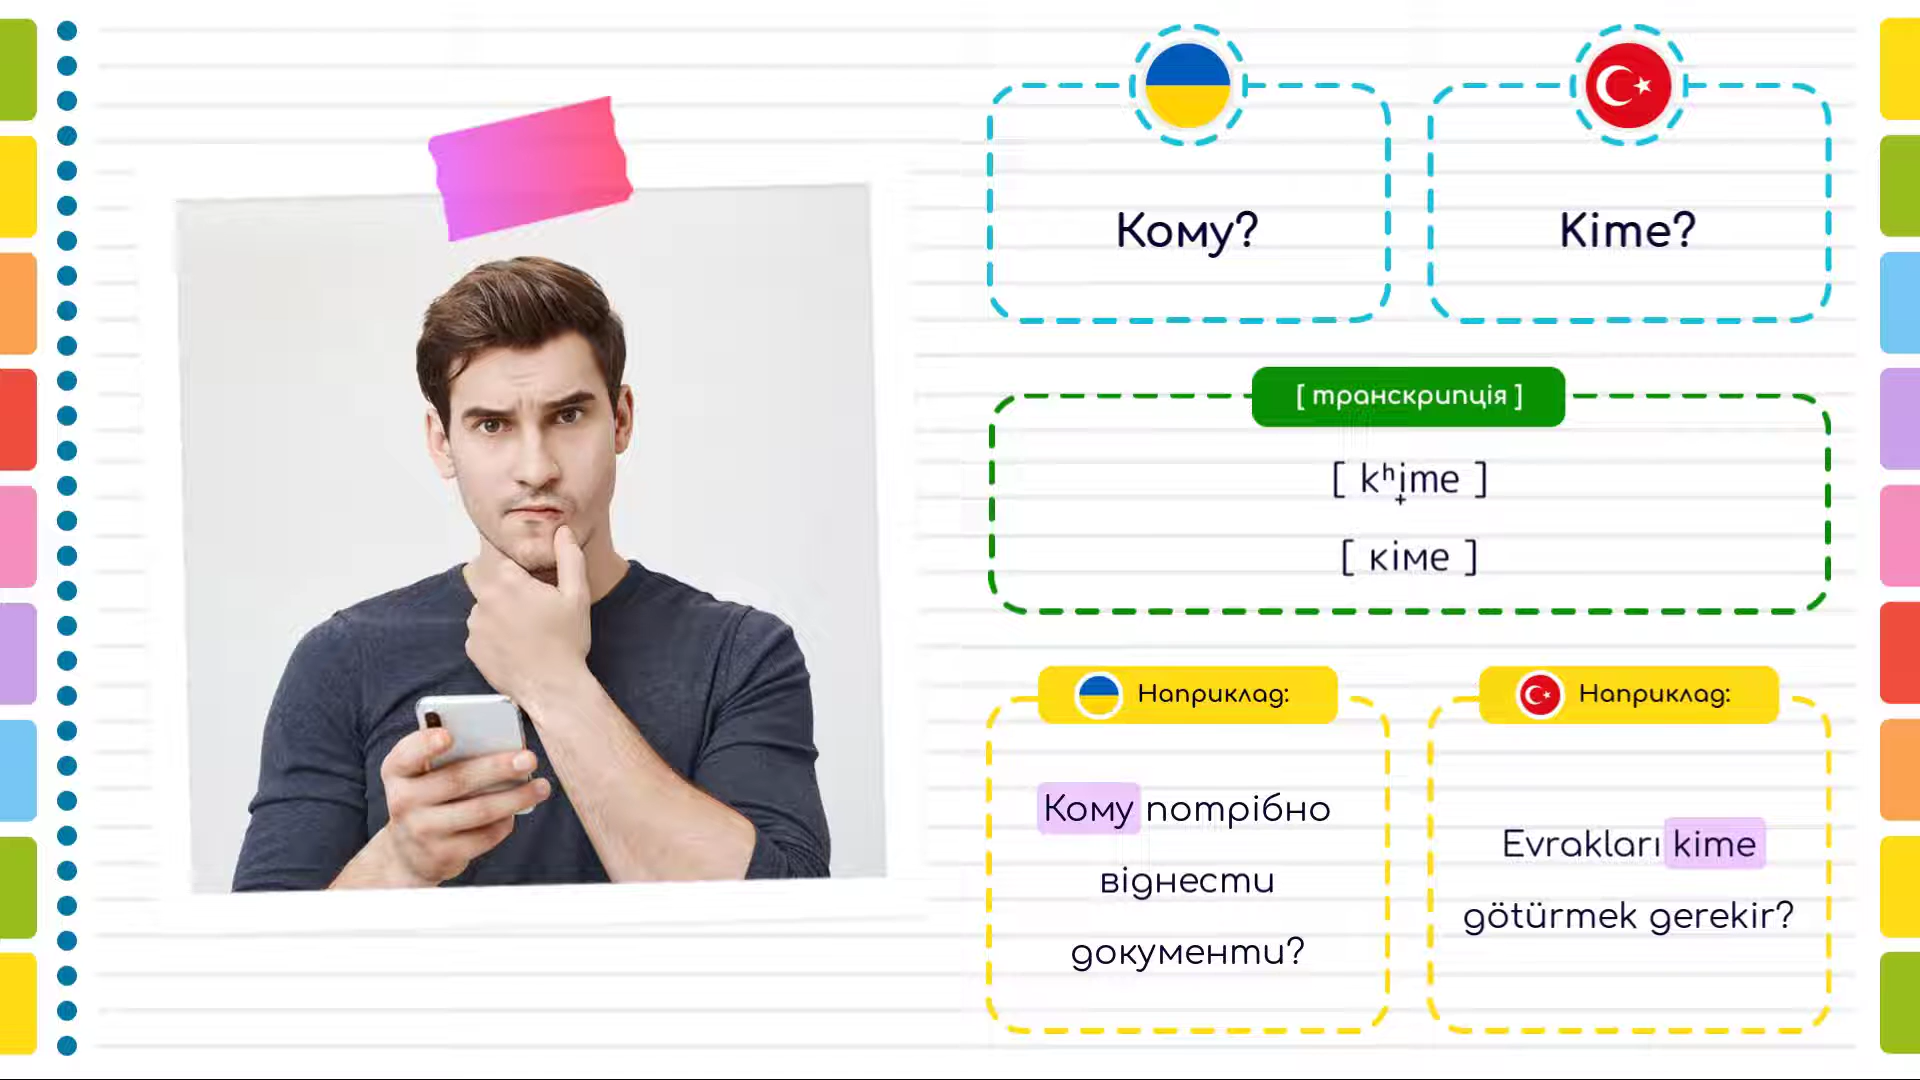 Кому?
Kime?
[ транскрипція ]
[ kʰi̟me ]
[ кіме ]
Наприклад:
Кому потрібно
віднести
документи?
Наприклад:
Evrakları kime
götürmek gerekir?